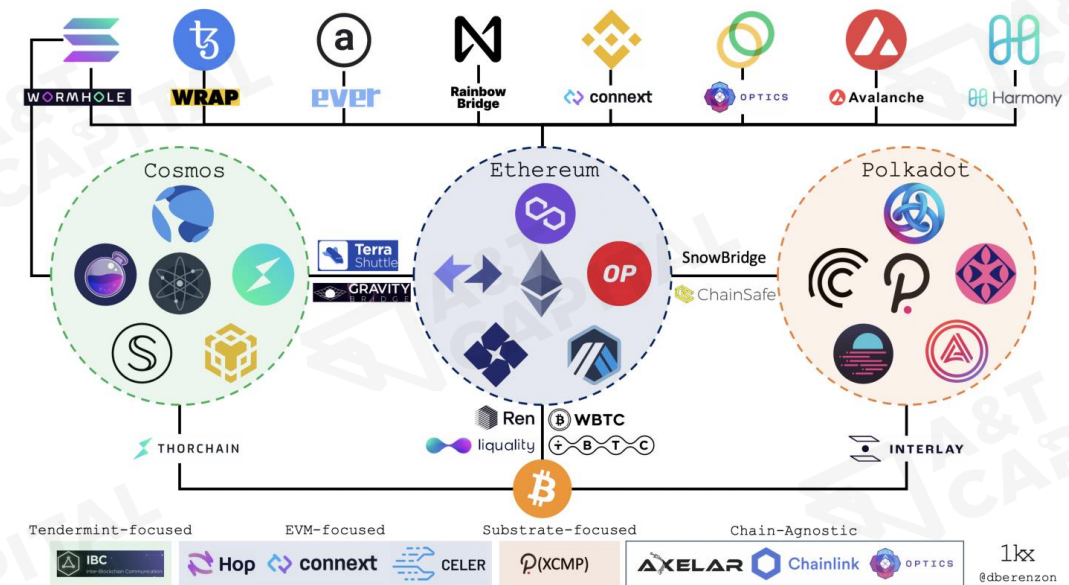 WORMHOLE
WRAP
ever
Rainbow
Bridge
connext
OPTICS
Avalanche
Harmony
Cosmos
Ethereum
Polkadot
Terra
Shuttle
GRAVITY
BRIDGE
OP
SnowBridge
ChainSafe
THORCHAIN
Ren
WBTC
liquality
T-B-T-C
INTERLAY
Tendermint-focused
EVM-focused
Substrate-focused
Chain-Agnostic
IBC
Inter-Blockchain Communication
Hop
connext
CELER
(XCMP)
AXELAR
Chainlink
OPTICS
1kx
@dberenzon
A&T
CAPITAL